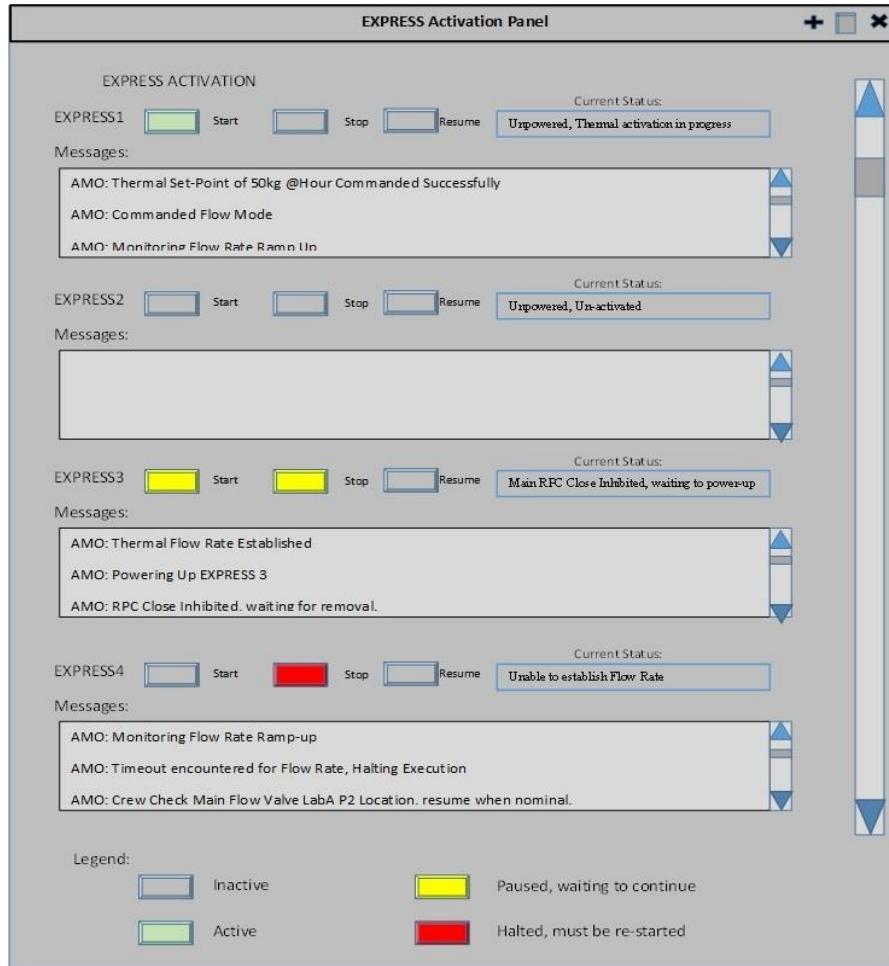 EXPRESS Activation Panel
EXPRESS ACTIVATION
Current Status:
EXPRESS1 Start Stop Resume Unpowered, Thermal activation in progress
Messages:
AMO: Thermal Set-Point of 50kg @Hour Commanded Successfully
AMO: Commanded Flow Mode
AMO: Monitoring Flow Rate Ramp Up
Current Status:
EXPRESS2 Start Stop Resume Unpowered, Un-activated
Messages:
Current Status:
EXPRESS3 Start Stop Resume Main RPC Close Inhibited, waiting to power-up
Messages:
AMO: Thermal Flow Rate Established
AMO: Powering Up EXPRESS 3
AMO: RPC Close Inhibited. waiting for removal.
Current Status:
EXPRESS4 Start Stop Resume Unable to establish Flow Rate
Messages:
AMO: Monitoring Flow Rate Ramp-up
AMO: Timeout encountered for Flow Rate, Halting Execution
AMO: Crew Check Main Flow Valve LabA P2 Location. resume when nominal.
Legend:
Inactive Paused, waiting to continue
Active Halted, must be re-started